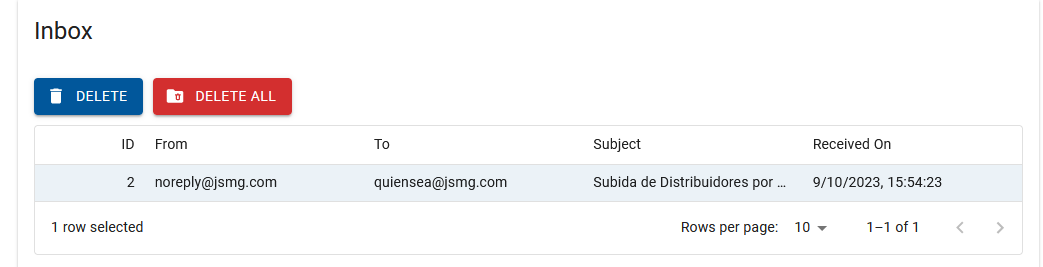 Inbox
DELETE DELETE ALL
ID From To Subject Received On
2 noreply@jsmg.com quiensea@jsmg.com Subida de Distribuidores por ... 9/10/2023, 15:54:23
1 row selected Rows per page: 10 1–1 of 1